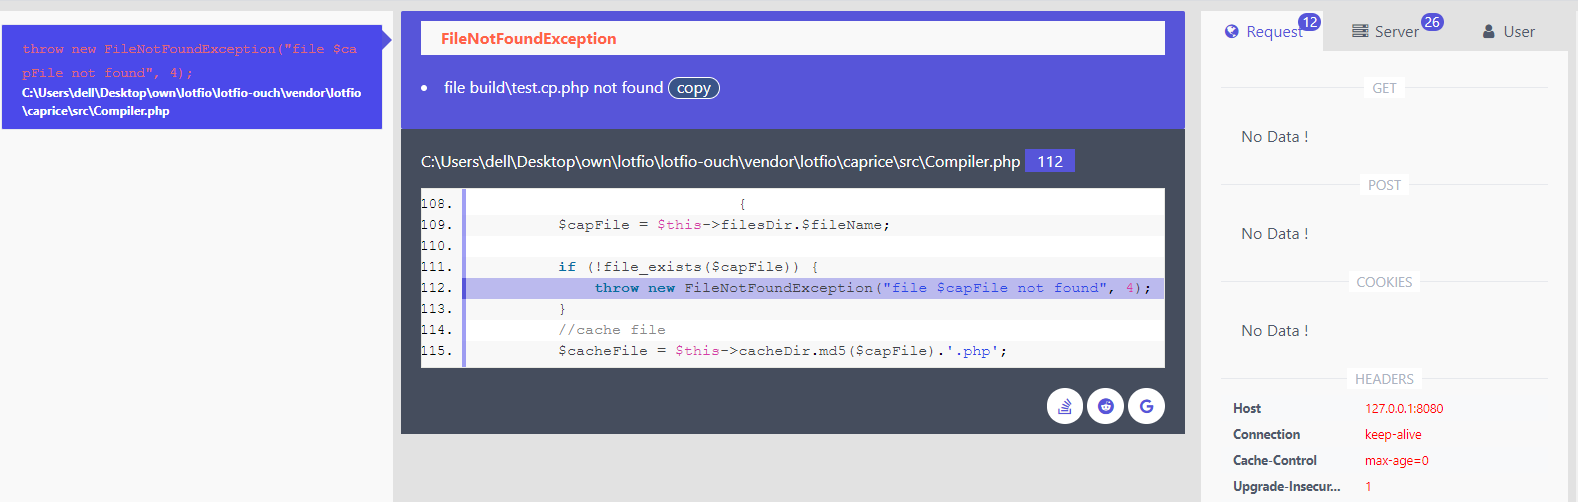 throw new FileNotFoundException("file $ca
pFile not found", 4);
C:\Users\dell\Desktop\own\lotfio\lotfio-ouch\vendor\lotfio
\caprice\src\Compiler.php
FileNotFoundException
file build\test.cp.php not found copy
C:\Users\dell\Desktop\own\lotfio\lotfio-ouch\vendor\lotfio\caprice\src\Compiler.php 112
108. {
109. $capFile = $this->filesDir.$fileName;
110.
111. if (!file_exists($capFile)) {
112. throw new FileNotFoundException("file $capFile not found", 4);
113. }
114. //cache file
115. $cacheFile = $this->cacheDir.md5($capFile).'.php';
G
Request 12 Server 26 User
GET
No Data !
POST
No Data !
COOKIES
No Data !
HEADERS
Host 127.0.0.1:8080
Connection keep-alive
Cache-Control max-age=0
Upgrade-Insecur... 1